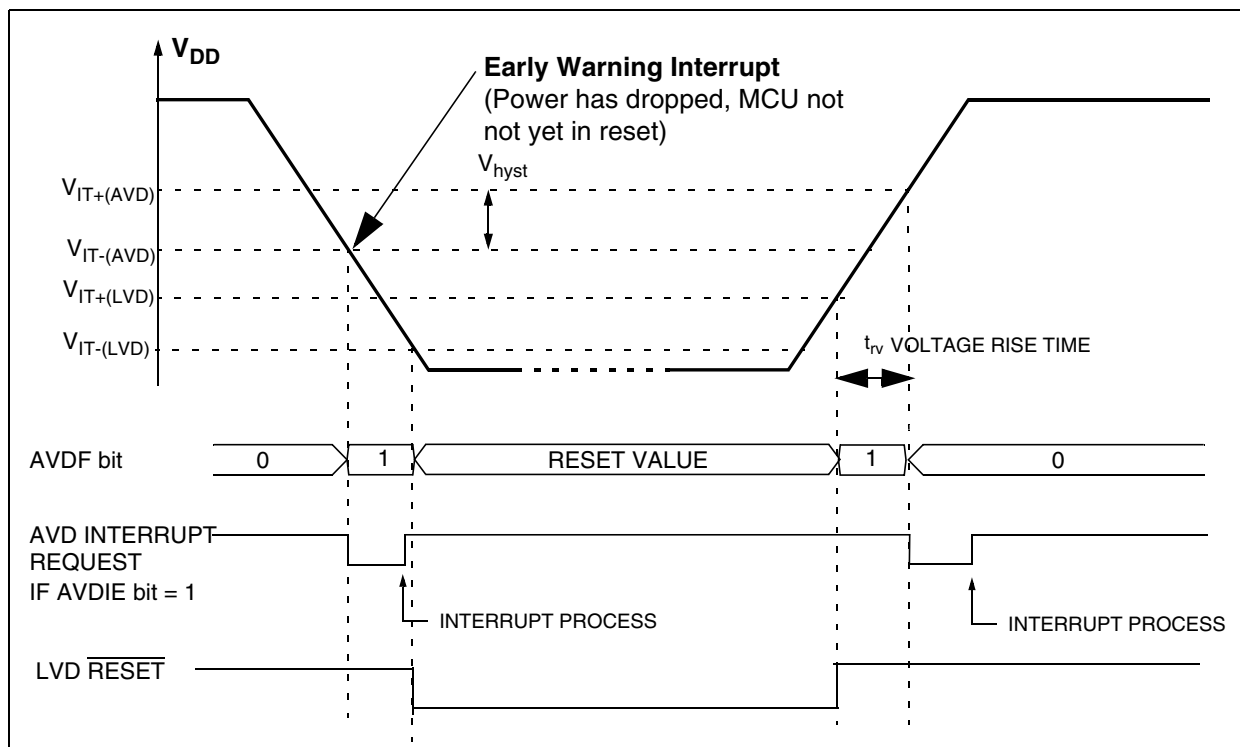 VDD
Early Warning Interrupt
(Power has dropped, MCU not
not yet in reset)
Vhyst
VIT+(AVD)
VIT-(AVD)
VIT+(LVD)
VIT-(LVD)
trv VOLTAGE RISE TIME
AVDF bit
0
1
RESET VALUE
1
0
AVD INTERRUPT
REQUEST
IF AVDIE bit = 1
INTERRUPT PROCESS
INTERRUPT PROCESS
LVD RESET